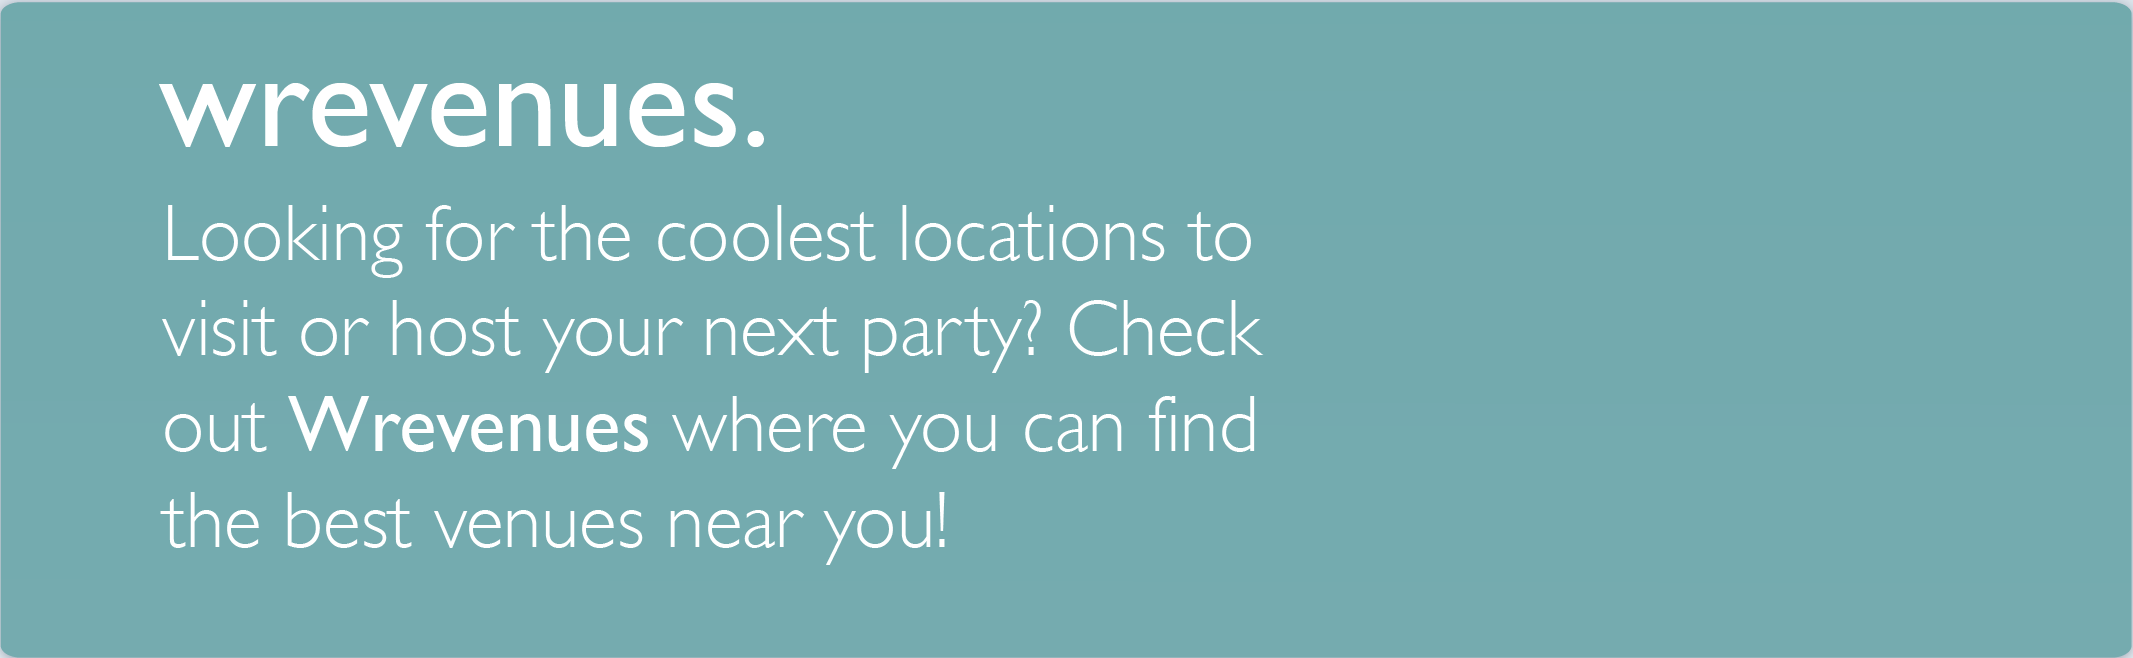 wrevenues.
Looking for the coolest locations to
visit or host your next party? Check
out Wrevenues where you can find
the best venues near you!